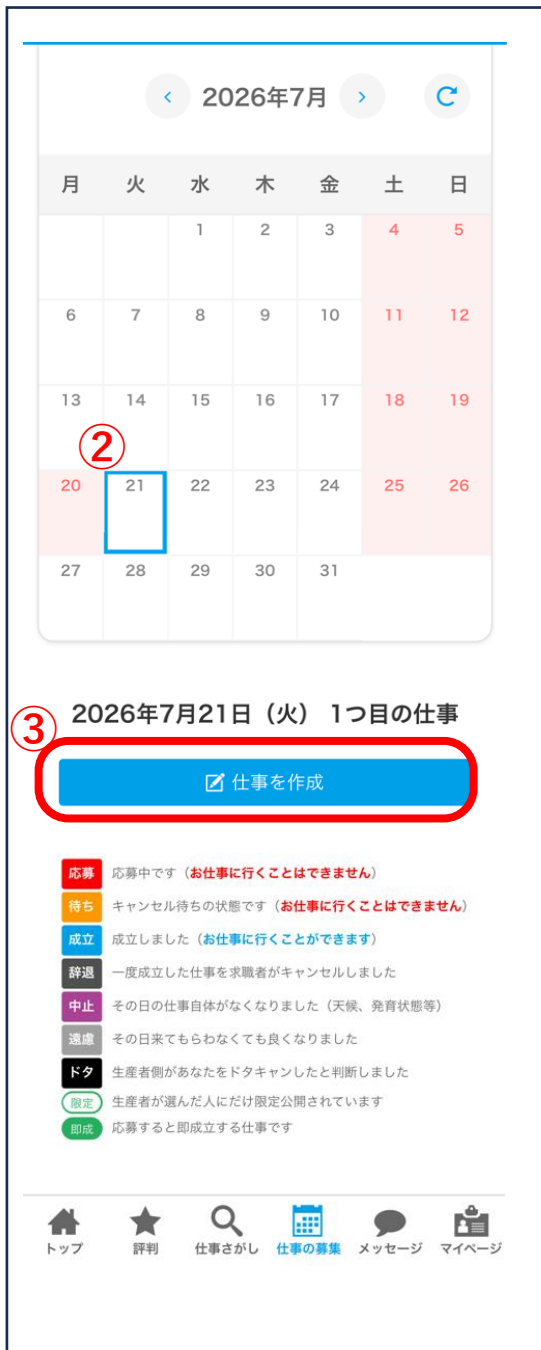 2026年7月
月 火 水 木 金 土 日
1 2 3 4 5
6 7 8 9 10 11 12
13 14 15 16 17 18 19
②
20 21 22 23 24 25 26
27 28 29 30 31
2026年7月21日（火） 1つ目の仕事
③
仕事を作成
応募 応募中です（お仕事に行くことはできません）
待ち キャンセル待ちの状態です（お仕事に行くことはできません）
成立 成立しました（お仕事に行くことができます）
辞退 一度成立した仕事を求職者がキャンセルしました
中止 その日の仕事自体がなくなりました（天候、発育状態等）
遠慮 その日来てもらわなくても良くなりました
ドタ 生産者側があなたをドタキャンしたと判断しました
限定 生産者が選んだ人にだけ限定公開されています
即成 応募すると即成立する仕事です
トップ 評判 仕事さがし 仕事の募集 メッセージ マイページ